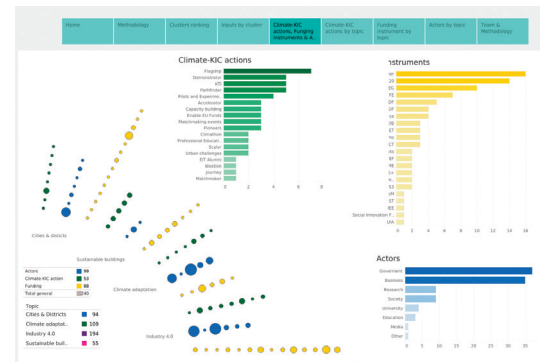 Home
Methodology
Clustent ranking
Inputs by cluster
Climate-KIC
actions, Funding
Instruments & A..
Climate-KIC
actions by topic
Funding
instrument by
topic
Actors by topic
Team &
Methodology
Climate-KIC actions
Flagship
Demonstrator
Pathfinder
Pilots and Experime..
Accelerator
Capacity building
Enable EU Funds
Matchmaking events
Pioneers
Climathon
Professional Educati..
Scaler
Urban challenges
EIT Alumni
Journey
Matchmaker
0 2 4 6 8
nstruments
Social Innovation F..
0 2 4 6 8 10 12 14 16
Cities & districts
Sustainable buildings
Climate adaptation
Industry 4.0
Actors 99
Climate-KIC action 53
Funding 88
Total general 40
Topic
Cities & Districts 94
Climate adaptat.. 109
Industry 4.0 194
Sustainable buil.. 55
Actors
Goverment
Business
Research
Society
University
Education
Media
Other
0 5 10 15 20 25 30 35